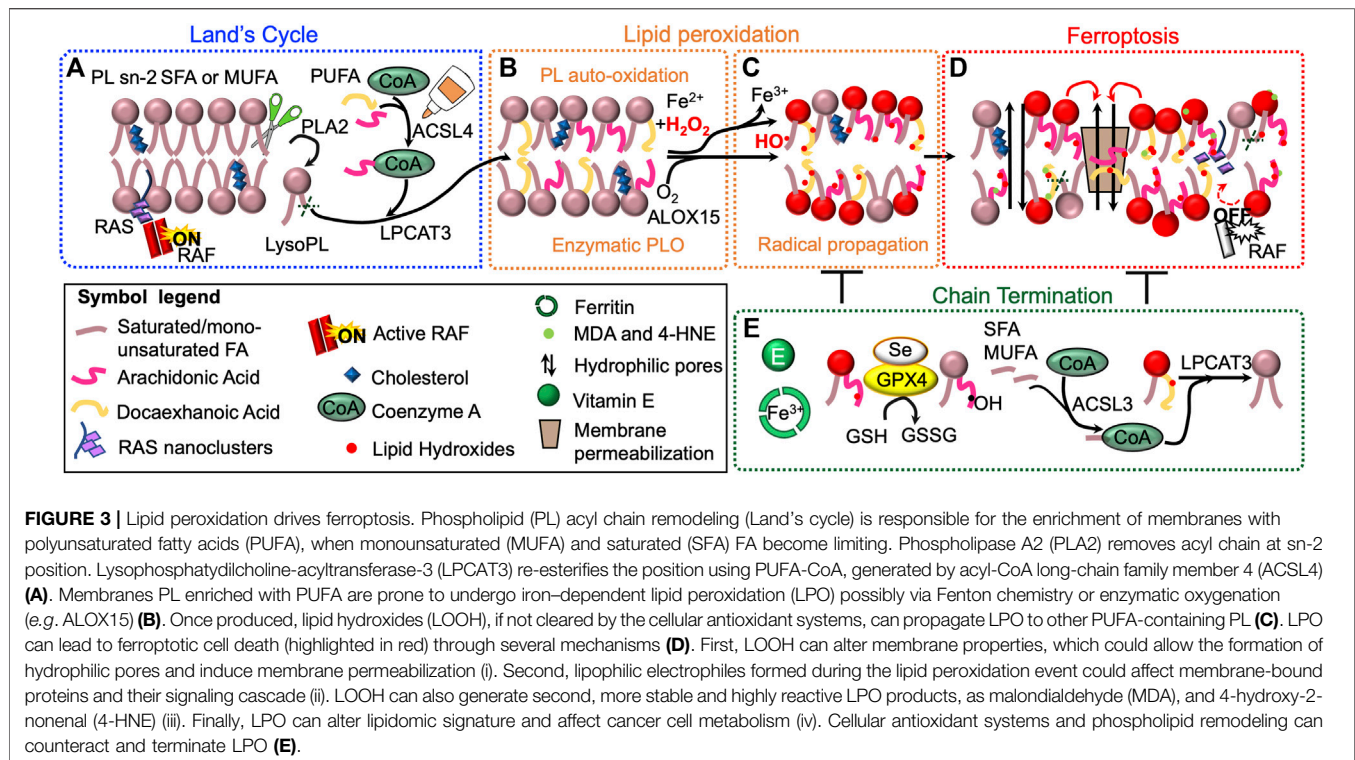 Land's Cycle
Lipid peroxidation
Ferroptosis
A
PL sn-2 SFA or MUFA
PUFA
CoA
PLA2
ACSL4
CoA
RAS
ON
RAF
LysoPL
LPCAT3
B
PL auto-oxidation
Fe2+
+H2O2
O2
ALOX15
Enzymatic PLO
C
Fe3+
HO
Radical propagation
D
OFF
RAF
Symbol legend
Saturated/mono-
unsaturated FA
Arachidonic Acid
Docaexhanoic Acid
RAS nanoclusters
ON
Active RAF
Cholesterol
CoA
Coenzyme A
Lipid Hydroxides
Ferritin
MDA and 4-HNE
Hydrophilic pores
Vitamin E
Membrane
permeabilization
Chain Termination
E
E
Fe3+
Se
GPX4
GSH
GSSG
OH
SFA
MUFA
CoA
ACSL3
CoA
LPCAT3
FIGURE 3 | Lipid peroxidation drives ferroptosis. Phospholipid (PL) acyl chain remodeling (Land's cycle) is responsible for the enrichment of membranes with
polyunsaturated fatty acids (PUFA), when monounsaturated (MUFA) and saturated (SFA) FA become limiting. Phospholipase A2 (PLA2) removes acyl chain at sn-2
position. Lysophosphatydilcholine-acyltransferase-3 (LPCAT3) re-esterifies the position using PUFA-CoA, generated by acyl-CoA long-chain family member 4 (ACSL4)
(A). Membranes PL enriched with PUFA are prone to undergo iron–dependent lipid peroxidation (LPO) possibly via Fenton chemistry or enzymatic oxygenation
(e.g. ALOX15) (B). Once produced, lipid hydroxides (LOOH), if not cleared by the cellular antioxidant systems, can propagate LPO to other PUFA-containing PL (C). LPO
can lead to ferroptotic cell death (highlighted in red) through several mechanisms (D). First, LOOH can alter membrane properties, which could allow the formation of
hydrophilic pores and induce membrane permeabilization (i). Second, lipophilic electrophiles formed during the lipid peroxidation event could affect membrane-bound
proteins and their signaling cascade (ii). LOOH can also generate second, more stable and highly reactive LPO products, as malondialdehyde (MDA), and 4-hydroxy-2-
nonenal (4-HNE) (iii). Finally, LPO can alter lipidomic signature and affect cancer cell metabolism (iv). Cellular antioxidant systems and phospholipid remodeling can
counteract and terminate LPO (E).